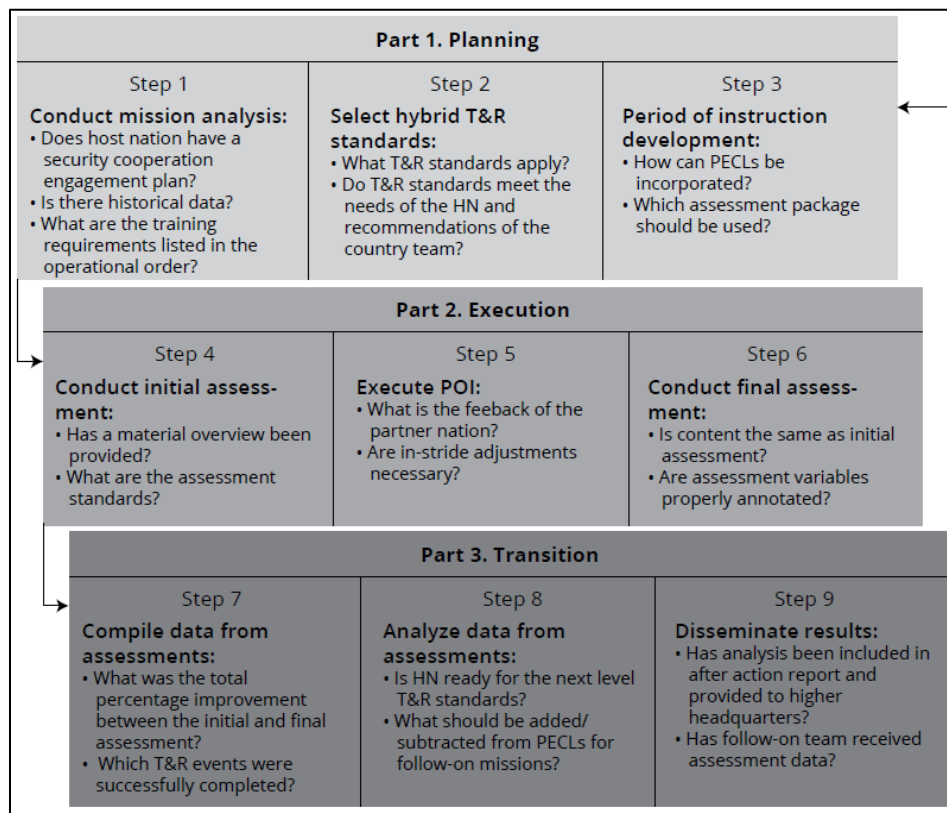 Part 1. Planning
Step 1
Conduct mission analysis:
• Does host nation have a
security cooperation
engagement plan?
• Is there historical data?
• What are the training
requirements listed in the
operational order?
Step 2
Select hybrid T&R
standards:
• What T&R standards apply?
• Do T&R standards meet the
needs of the HN and
recommendations of the
country team?
Step 3
Period of instruction
development:
• How can PECLs be
incorporated?
• Which assessment package
should be used?
Part 2. Execution
Step 4
Conduct initial assess-
ment:
• Has a material overview been
provided?
• What are the assessment
standards?
Step 5
Execute POI:
• What is the feeback of the
partner nation?
• Are in-stride adjustments
necessary?
Step 6
Conduct final assess-
ment:
• Is content the same as initial
assessment?
• Are assessment variables
properly annotated?
Part 3. Transition
Step 7
Compile data from
assessments:
• What was the total
percentage improvement
between the initial and final
assessment?
• Which T&R events were
successfully completed?
Step 8
Analyze data from
assessments:
• Is HN ready for the next level
T&R standards?
• What should be added/
subtracted from PECLs for
follow-on missions?
Step 9
Disseminate results:
• Has analysis been included in
after action report and
provided to higher
headquarters?
• Has follow-on team received
assessment data?